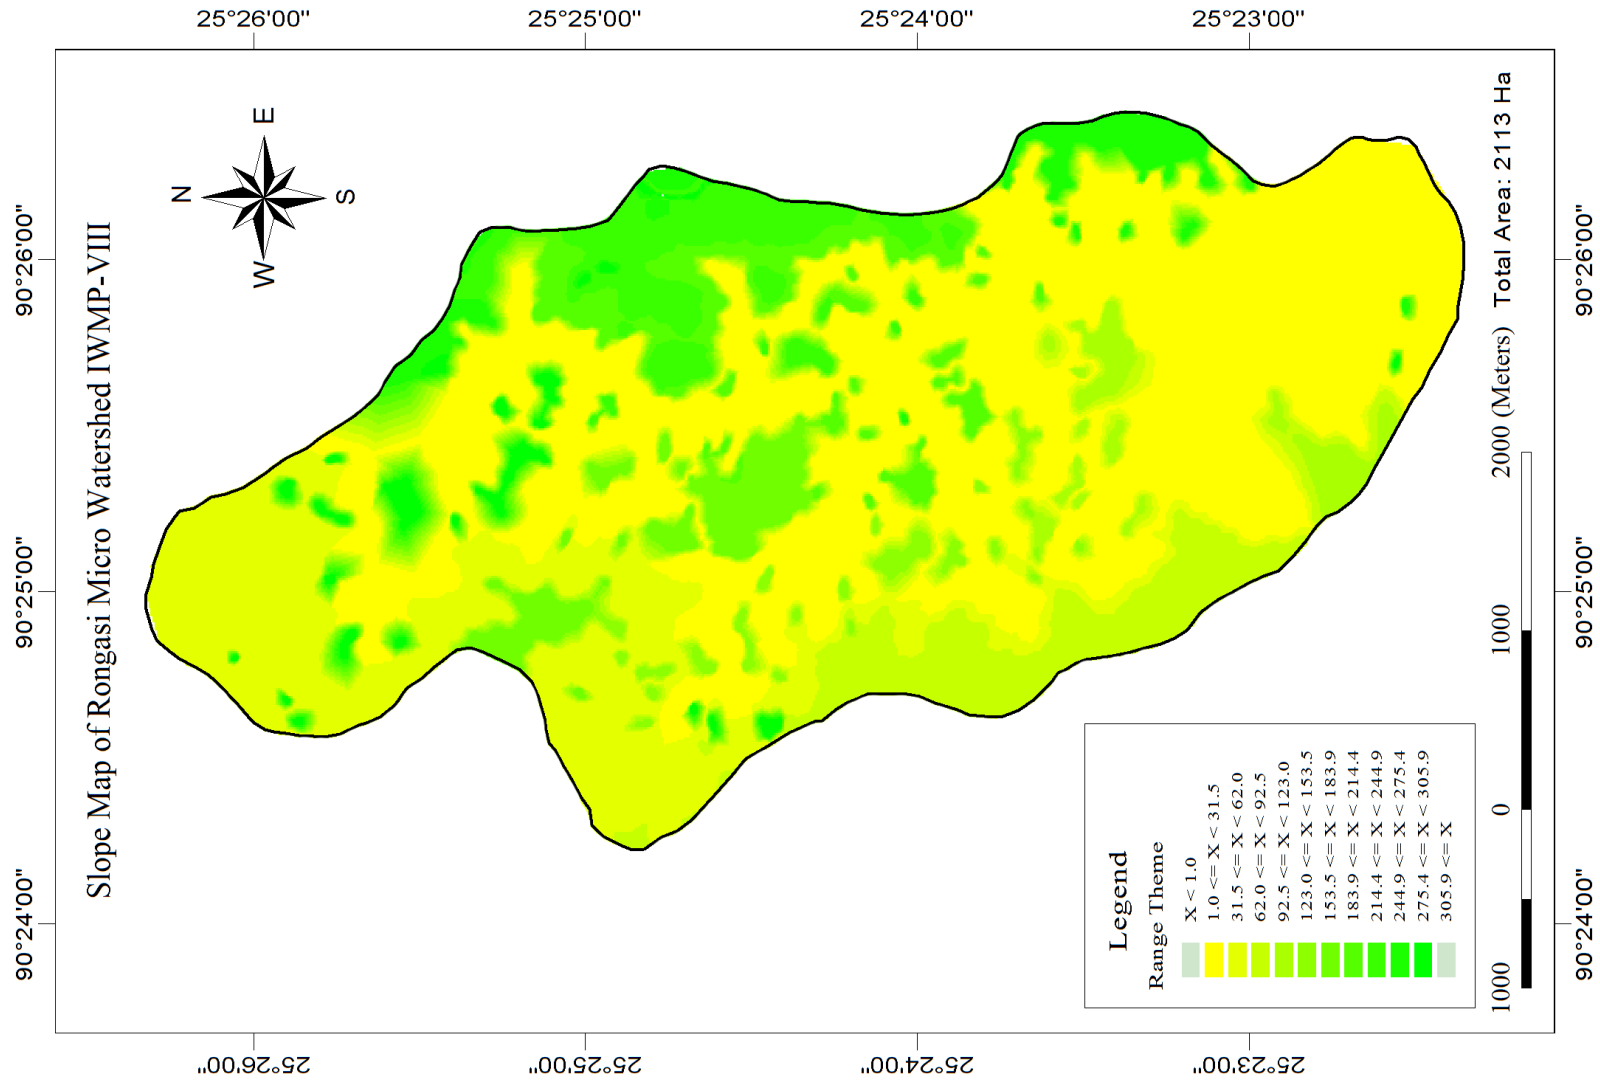 Slope Map of Rongasi Micro Watershed IWMP-VIII
25°26'00" 25°25'00" 25°24'00" 25°23'00"
90°26'00"
90°25'00"
90°24'00"
N
E
S
W
90°26'00"
90°25'00"
90°24'00"
25°26'00" 25°25'00" 25°24'00" 25°23'00"
Legend
Range Theme
X < 1.0
1.0 <= X < 31.5
31.5 <= X < 62.0
62.0 <= X < 92.5
92.5 <= X < 123.0
123.0 <= X < 153.5
153.5 <= X < 183.9
183.9 <= X < 214.4
214.4 <= X < 244.9
244.9 <= X < 275.4
275.4 <= X < 305.9
305.9 <= X
1000 0 1000 2000 (Meters) Total Area: 2113 Ha